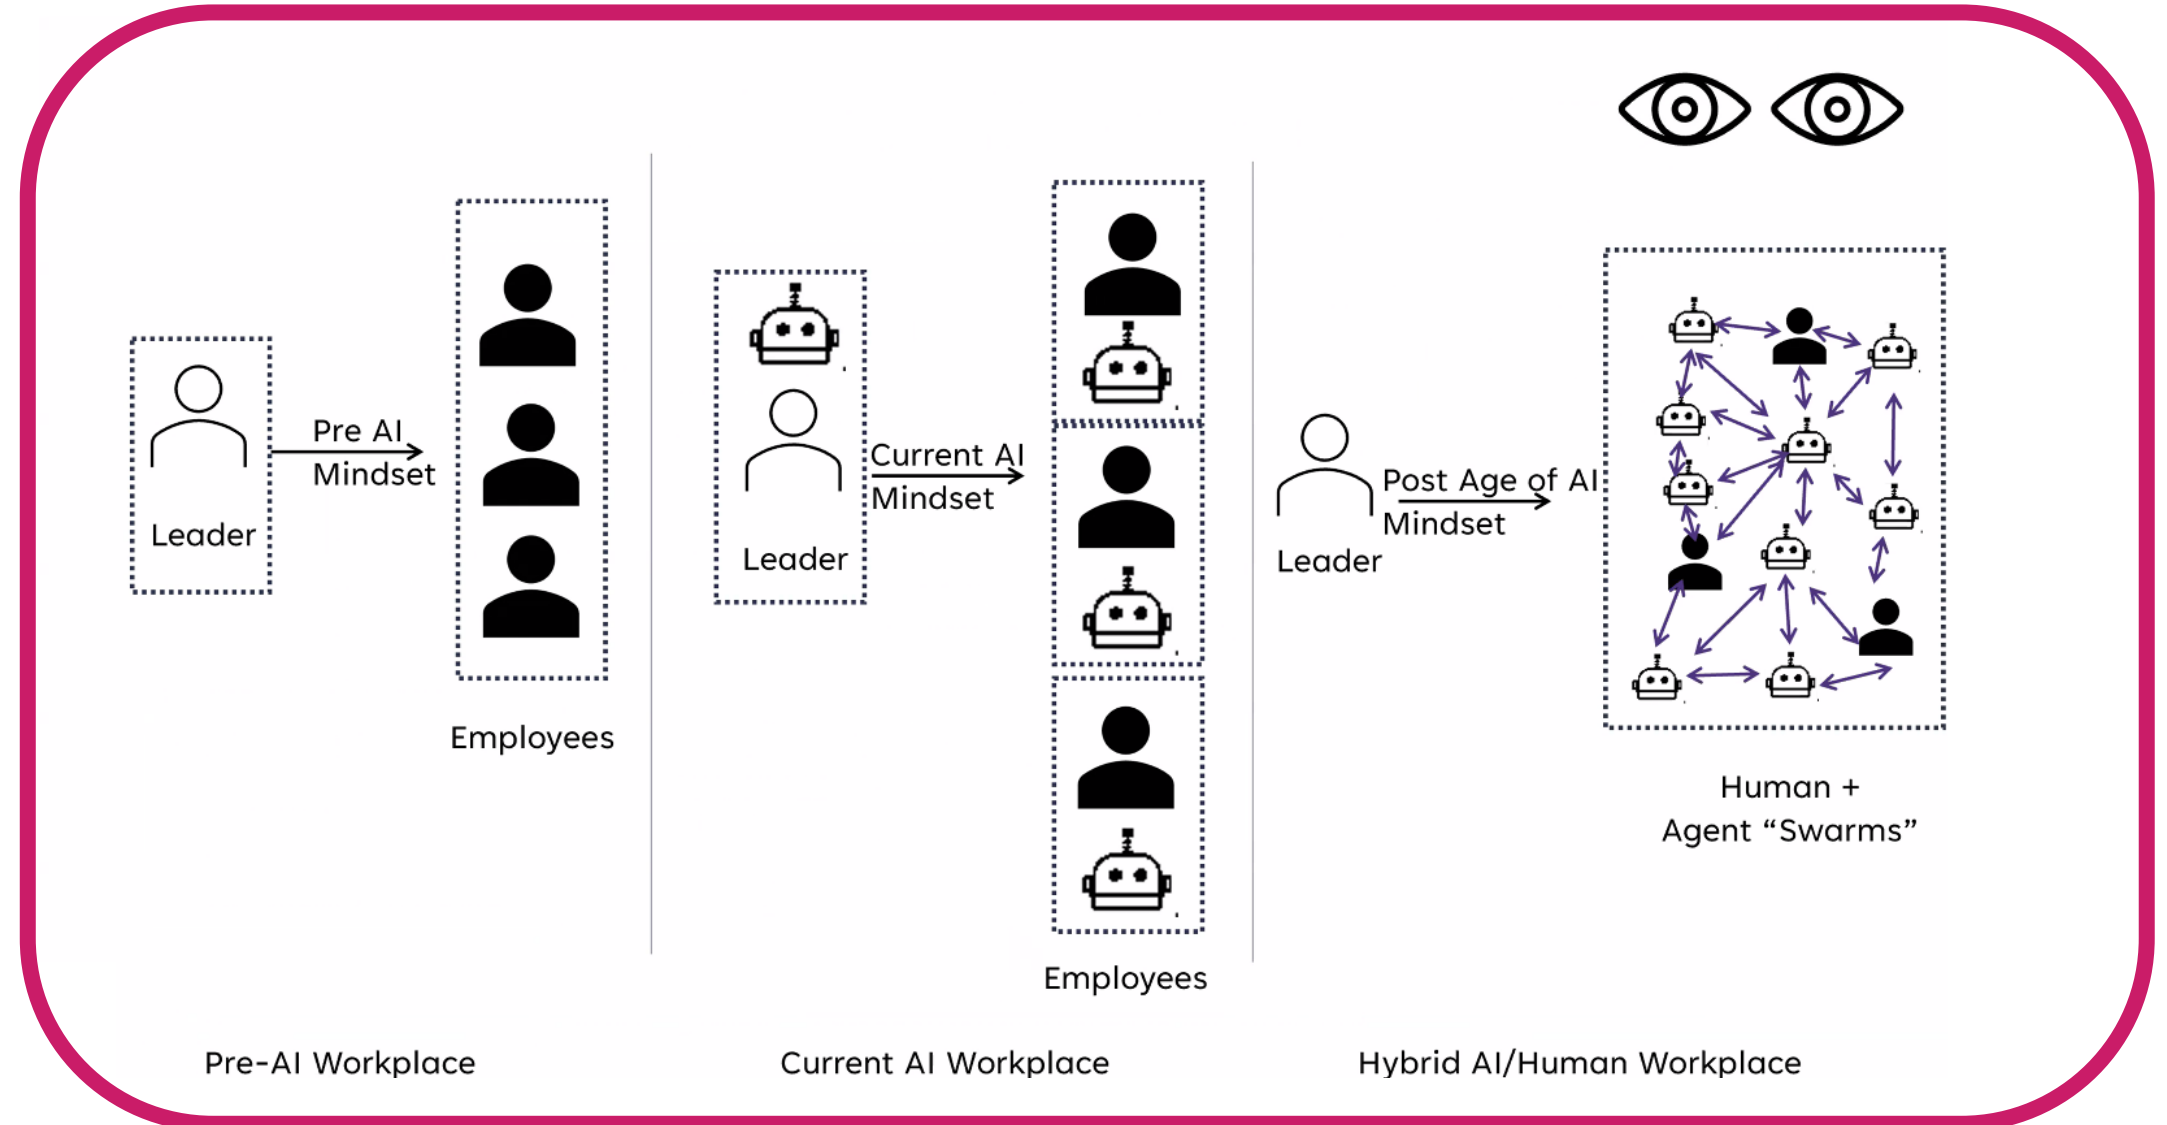 Pre AI
Mindset
Leader
Employees
Pre-AI Workplace
Current AI
Mindset
Leader
Employees
Current AI Workplace
Post Age of AI
Mindset
Leader
Human +
Agent “Swarms”
Hybrid AI/Human Workplace